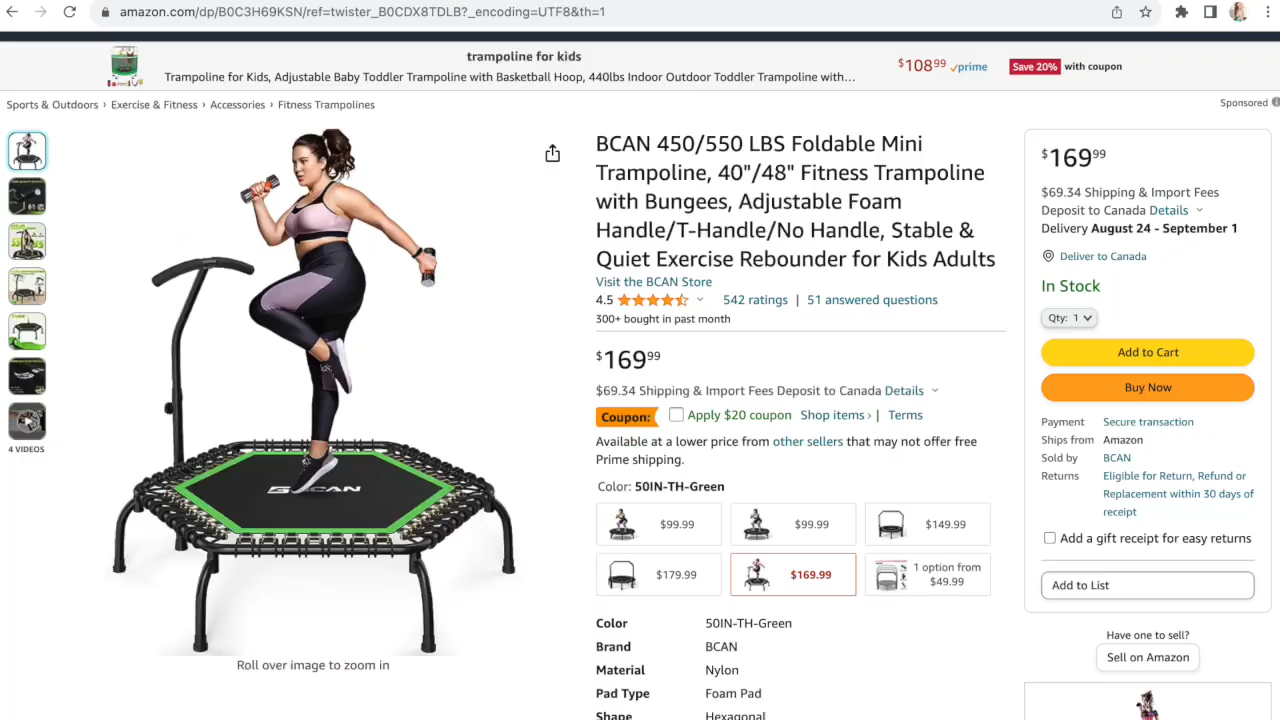 amazon.com/dp/B0C3H69KSN/ref=twister_B0CDX8TDLB?_encoding=UTF8&th=1
trampoline for kids
Trampoline for Kids, Adjustable Baby Toddler Trampoline with Basketball Hoop, 440lbs Indoor Outdoor Toddler Trampoline with…
$108⁹⁹ prime
Save 20% with coupon
Sports & Outdoors › Exercise & Fitness › Accessories › Fitness Trampolines
Sponsored
4 VIDEOS
BCAN
Roll over image to zoom in
BCAN 450/550 LBS Foldable Mini
Trampoline, 40"/48" Fitness Trampoline
with Bungees, Adjustable Foam
Handle/T-Handle/No Handle, Stable &
Quiet Exercise Rebounder for Kids Adults
Visit the BCAN Store
4.5 542 ratings | 51 answered questions
300+ bought in past month
$169⁹⁹
$69.34 Shipping & Import Fees Deposit to Canada Details
Coupon: Apply $20 coupon Shop items › | Terms
Available at a lower price from other sellers that may not offer free
Prime shipping.
Color: 50IN-TH-Green
$99.99 $99.99 $149.99
$179.99 $169.99 1 option from
$49.99
Color 50IN-TH-Green
Brand BCAN
Material Nylon
Pad Type Foam Pad
Shape Hexagonal
$169⁹⁹
$69.34 Shipping & Import Fees
Deposit to Canada Details
Delivery August 24 - September 1
Deliver to Canada
In Stock
Qty: 1
Add to Cart
Buy Now
Payment Secure transaction
Ships from Amazon
Sold by BCAN
Returns Eligible for Return, Refund or
Replacement within 30 days of
receipt
Add a gift receipt for easy returns
Add to List
Have one to sell?
Sell on Amazon